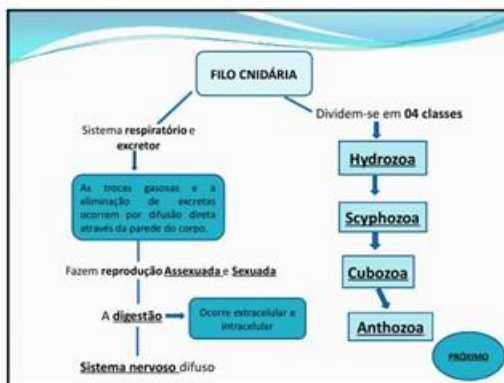 FILO CNIDÁRIA
Sistema respiratório e
excretor
As trocas gasosas e a
eliminação de excretas
ocorrem por difusão direta
através da parede do corpo.
Fazem reprodução Assexuada e Sexuada
A digestão
Ocorre extracelular e
intracelular
Sistema nervoso difuso
Dividem-se em 04 classes
Hydrozoa
Scyphozoa
Cubozoa
Anthozoa
PRÓXIMO